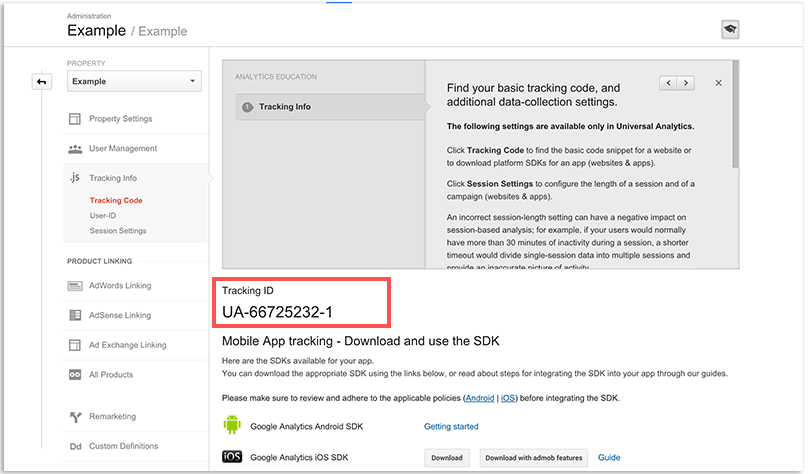 Administration
Example / Example
PROPERTY
Example
Property Settings
User Management
.js Tracking Info
Tracking Code
User-ID
Session Settings
PRODUCT LINKING
AdWords Linking
AdSense Linking
Ad Exchange Linking
All Products
Remarketing
Dd Custom Definitions
ANALYTICS EDUCATION
1 Tracking Info
Find your basic tracking code, and
additional data-collection settings.
The following settings are available only in Universal Analytics.
Click Tracking Code to find the basic code snippet for a website or
to download platform SDKs for an app (websites & apps).
Click Session Settings to configure the length of a session and of a
campaign (websites & apps).
An incorrect session-length setting can have a negative impact on
session-based analysis; for example, if your users would normally
have more than 30 minutes of inactivity during a session, a shorter
timeout would divide single-session data into multiple sessions and
provide an inaccurate picture of activity.
Tracking ID
UA-66725232-1
Mobile App tracking - Download and use the SDK
Here are the SDKs available for your app.
You can download the appropriate SDK using the links below, or read about steps for integrating the SDK into your app through our guides.
Please make sure to review and adhere to the applicable policies (Android | iOS) before integrating the SDK.
Google Analytics Android SDK Getting started
iOS Google Analytics iOS SDK Download Download with admob features Guide